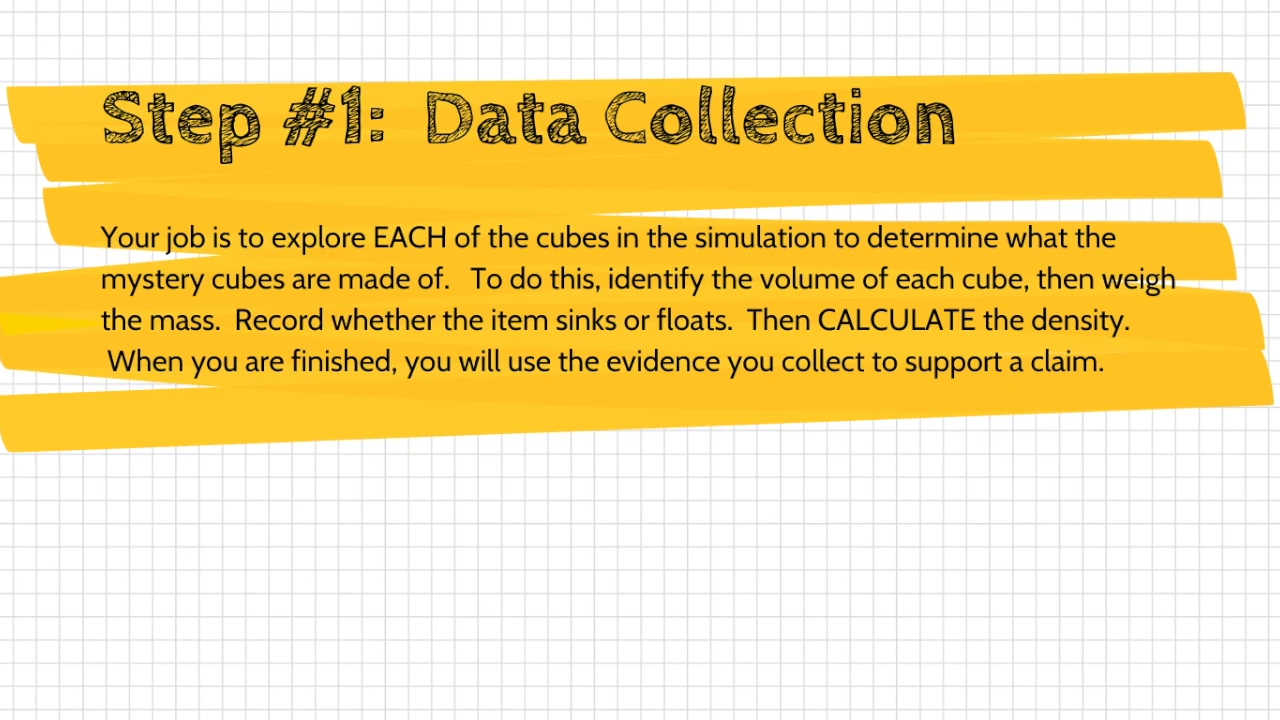 Step #1:  Data Collection
Your job is to explore EACH of the cubes in the simulation to determine what the
mystery cubes are made of.   To do this, identify the volume of each cube, then weigh
the mass.  Record whether the item sinks or floats.  Then CALCULATE the density.
When you are finished, you will use the evidence you collect to support a claim.